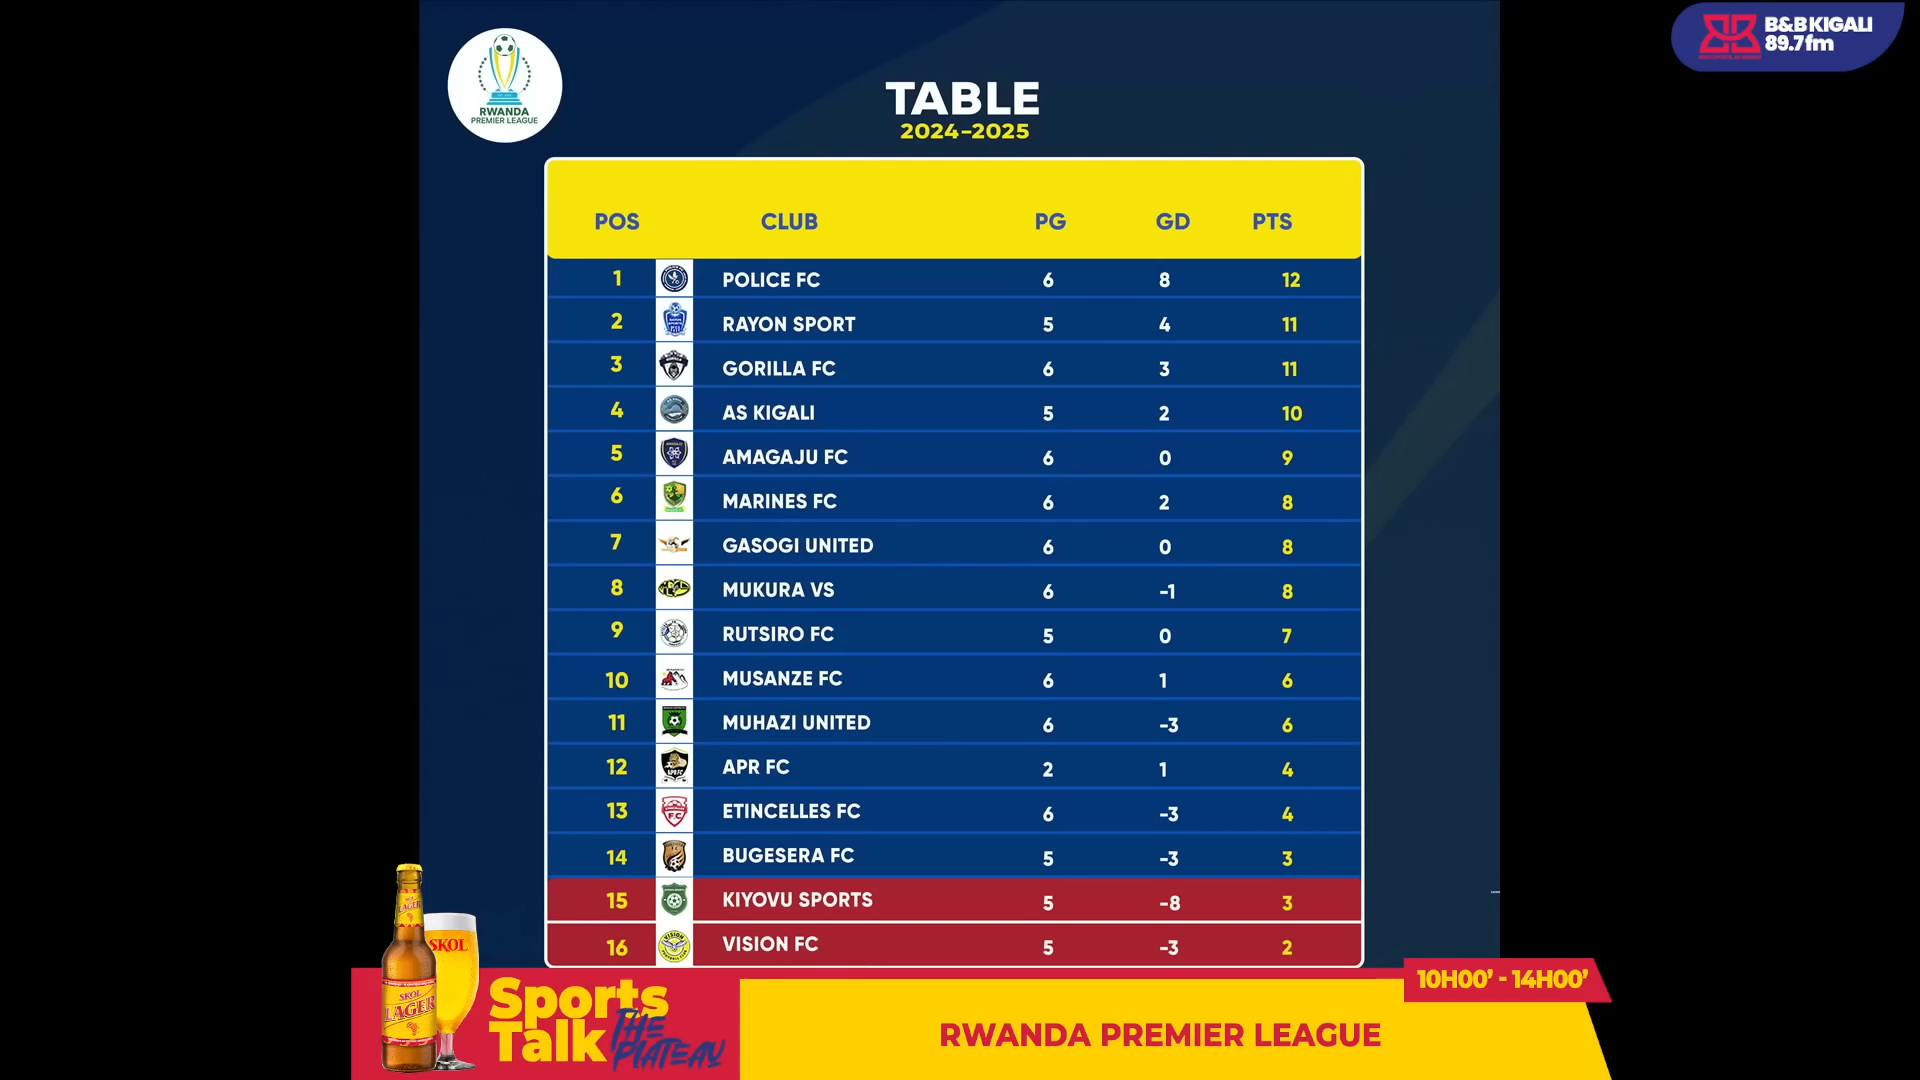 B&B KIGALI
89.7fm
RWANDA
PREMIER LEAGUE
TABLE
2024-2025
POS CLUB PG GD PTS
1 POLICE FC 6 8 12
2 RAYON SPORT 5 4 11
3 GORILLA FC 6 3 11
4 AS KIGALI 5 2 10
5 AMAGAJU FC 6 0 9
6 MARINES FC 6 2 8
7 GASOGI UNITED 6 0 8
8 MUKURA VS 6 -1 8
9 RUTSIRO FC 5 0 7
10 MUSANZE FC 6 1 6
11 MUHAZI UNITED 6 -3 6
12 APR FC 2 1 4
13 ETINCELLES FC 6 -3 4
14 BUGESERA FC 5 -3 3
15 KIYOVU SPORTS 5 -8 3
16 VISION FC 5 -3 2
SKOL
LAGER
SKOL
10H00' - 14H00'
Sports
Talk THE
PLATEAU
RWANDA PREMIER LEAGUE